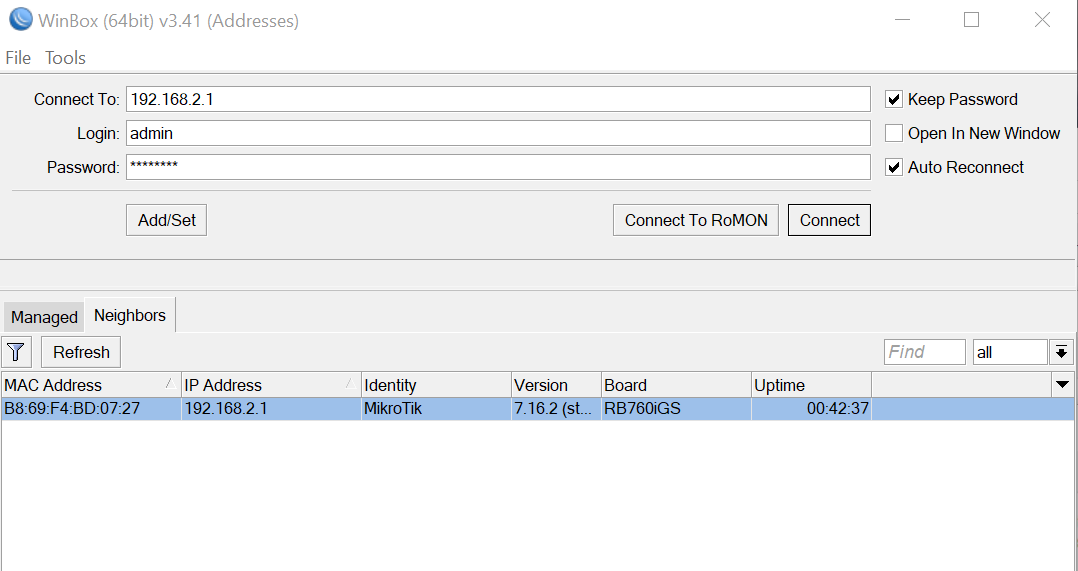 WinBox (64bit) v3.41 (Addresses)
File Tools
Connect To: 192.168.2.1 Keep Password
Login: admin Open In New Window
Password: ******** Auto Reconnect
Add/Set Connect To RoMON Connect
Managed Neighbors
Refresh Find all
MAC Address IP Address Identity Version Board Uptime
B8:69:F4:BD:07:27 192.168.2.1 MikroTik 7.16.2 (st... RB760iGS 00:42:37